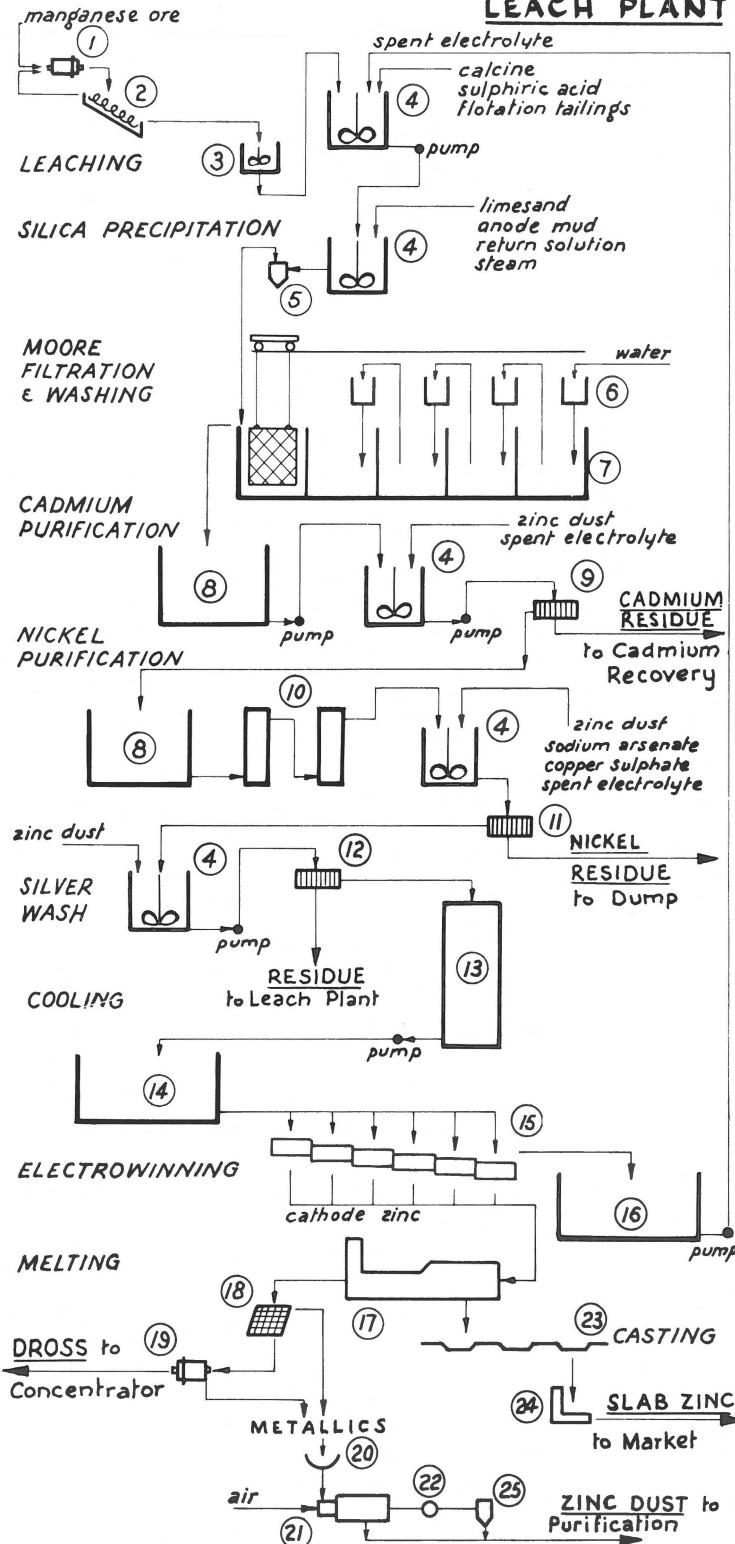 LEACH PLANT
manganese ore
1
2
spent electrolyte
calcine
sulphiric acid
flotation tailings
4
3
pump
LEACHING
SILICA PRECIPITATION
limesand
anode mud
return solution
steam
4
5
MOORE
FILTRATION
& WASHING
water
6
7
CADMIUM
PURIFICATION
zinc dust
spent electrolyte
4
8
9
pump
pump
CADMIUM
RESIDUE
to Cadmium
Recovery
NICKEL
PURIFICATION
10
8
4
zinc dust
sodium arsenate
copper sulphate
spent electrolyte
11
NICKEL
RESIDUE
to Dump
zinc dust
4
12
SILVER
WASH
pump
RESIDUE
to Leach Plant
13
COOLING
pump
14
15
ELECTROWINNING
cathode zinc
16
pump
MELTING
18
17
23
CASTING
DROSS to
Concentrator
19
24
SLAB ZINC
to Market
METALLICS
20
air
21
22
25
ZINC DUST to
Purification